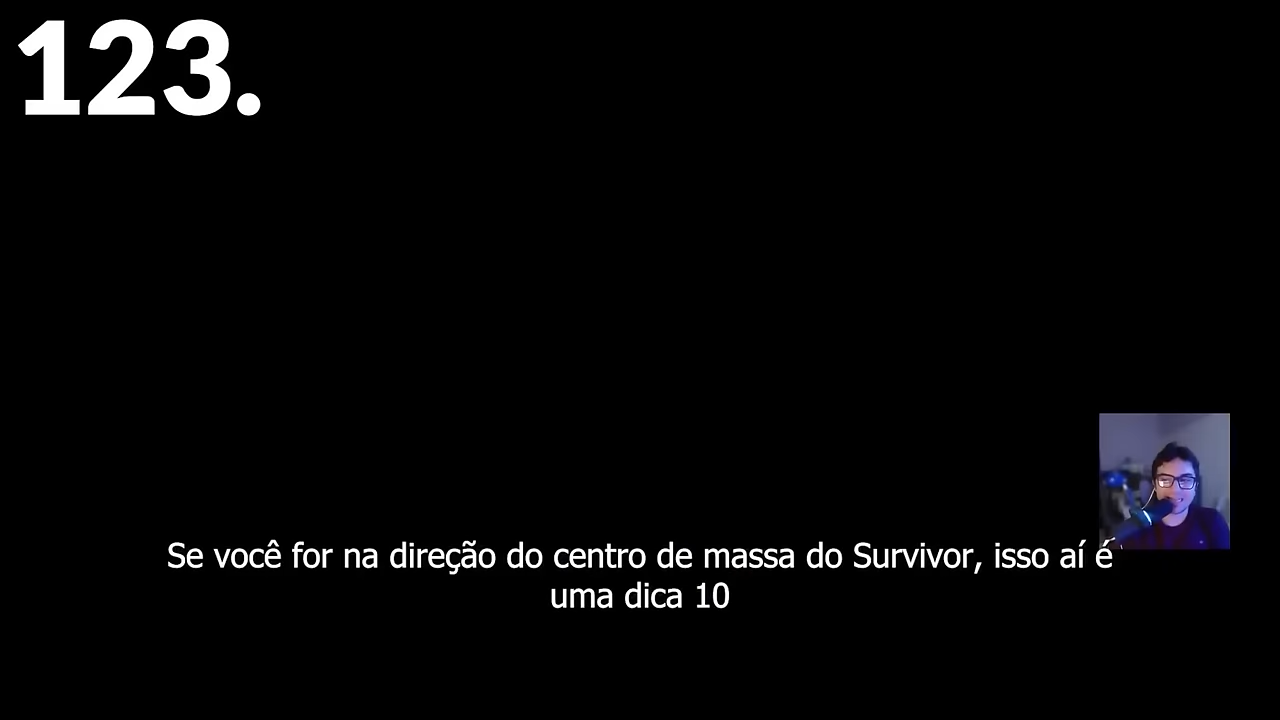 123.
Se você for na direção do centro de massa do Survivor, isso aí é
uma dica 10